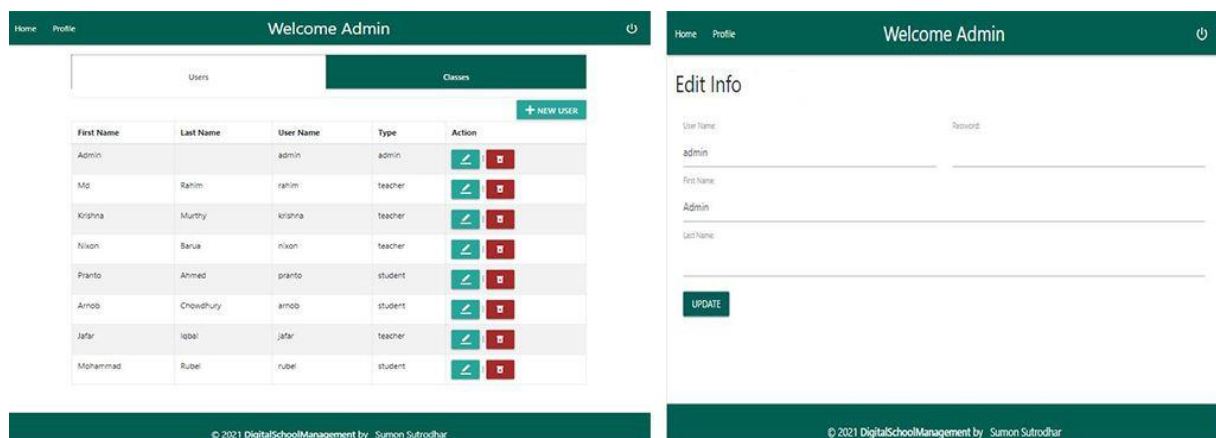 Home Profile Welcome Admin
Users Classes
+ NEW USER
First Name Last Name User Name Type Action
Admin admin admin
Md Rahim rahim teacher
Krishna Murthy krishna teacher
Nixon Barua nixon teacher
Pranto Ahmed pranto student
Arnob Chowdhury arnob student
Jafar Iqbal jafar teacher
Mohammad Rubel rubel student
© 2021 DigitalSchoolManagement by Sumon Sutrodhar
Home Profile Welcome Admin
Edit Info
User Name: Password:
admin
First Name:
Admin
Last Name:
UPDATE
© 2021 DigitalSchoolManagement by Sumon Sutrodhar